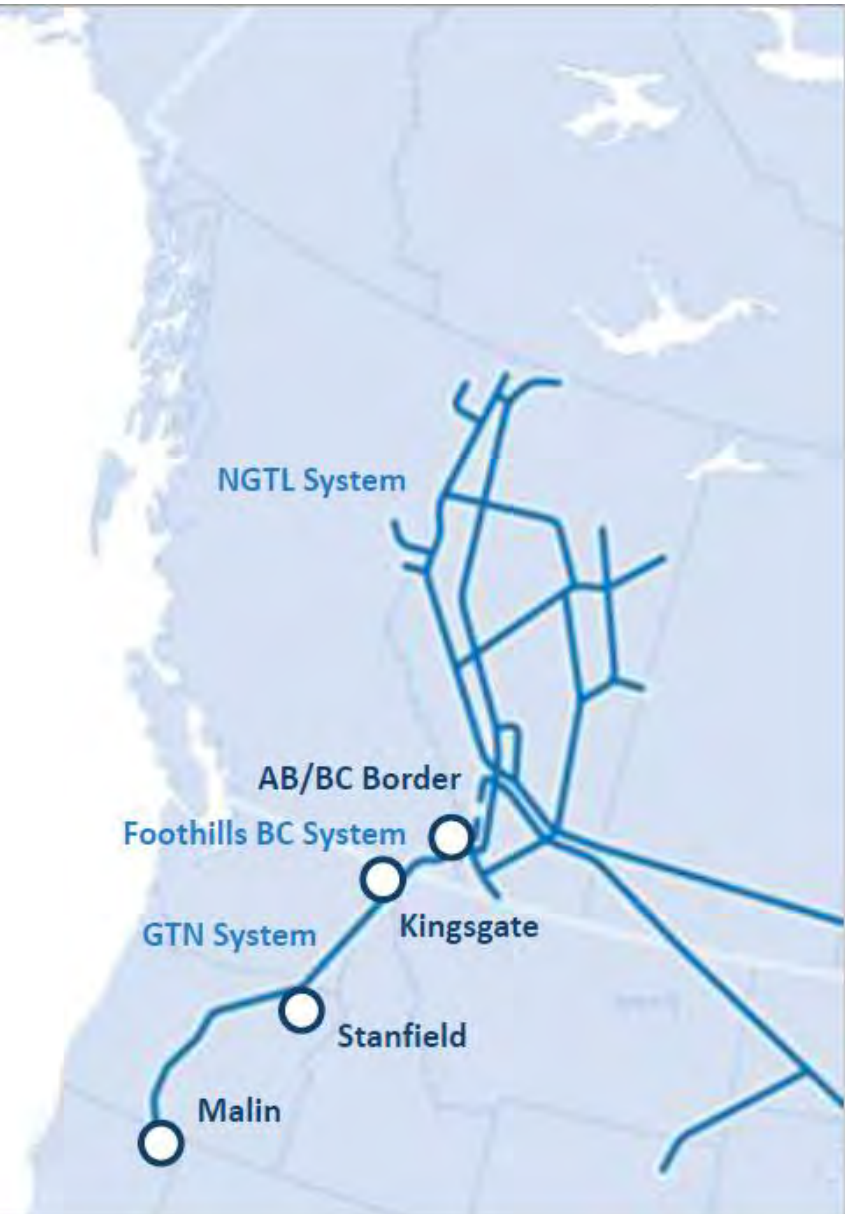 NGTL System
AB/BC Border
Foothills BC System
Kingsgate
GTN System
Stanfield
Malin